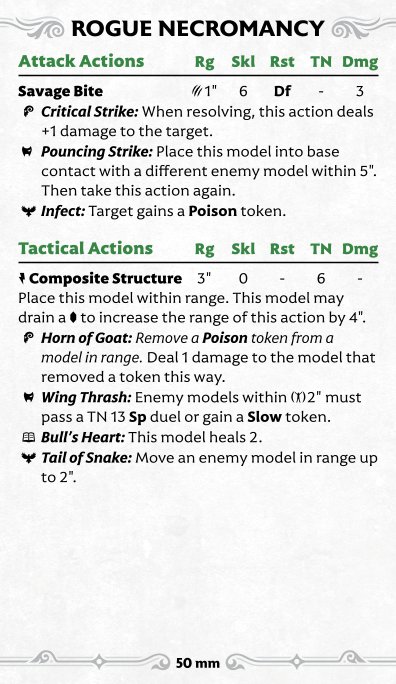 ROGUE NECROMANCY
Attack Actions Rg Skl Rst TN Dmg
Savage Bite 1" 6 Df - 3
Critical Strike: When resolving, this action deals
+1 damage to the target.
Pouncing Strike: Place this model into base
contact with a different enemy model within 5".
Then take this action again.
Infect: Target gains a Poison token.
Tactical Actions Rg Skl Rst TN Dmg
Composite Structure 3" 0 - 6 -
Place this model within range. This model may
drain a to increase the range of this action by 4".
Horn of Goat: Remove a Poison token from a
model in range. Deal 1 damage to the model that
removed a token this way.
Wing Thrash: Enemy models within 2" must
pass a TN 13 Sp duel or gain a Slow token.
Bull's Heart: This model heals 2.
Tail of Snake: Move an enemy model in range up
to 2".
50 mm